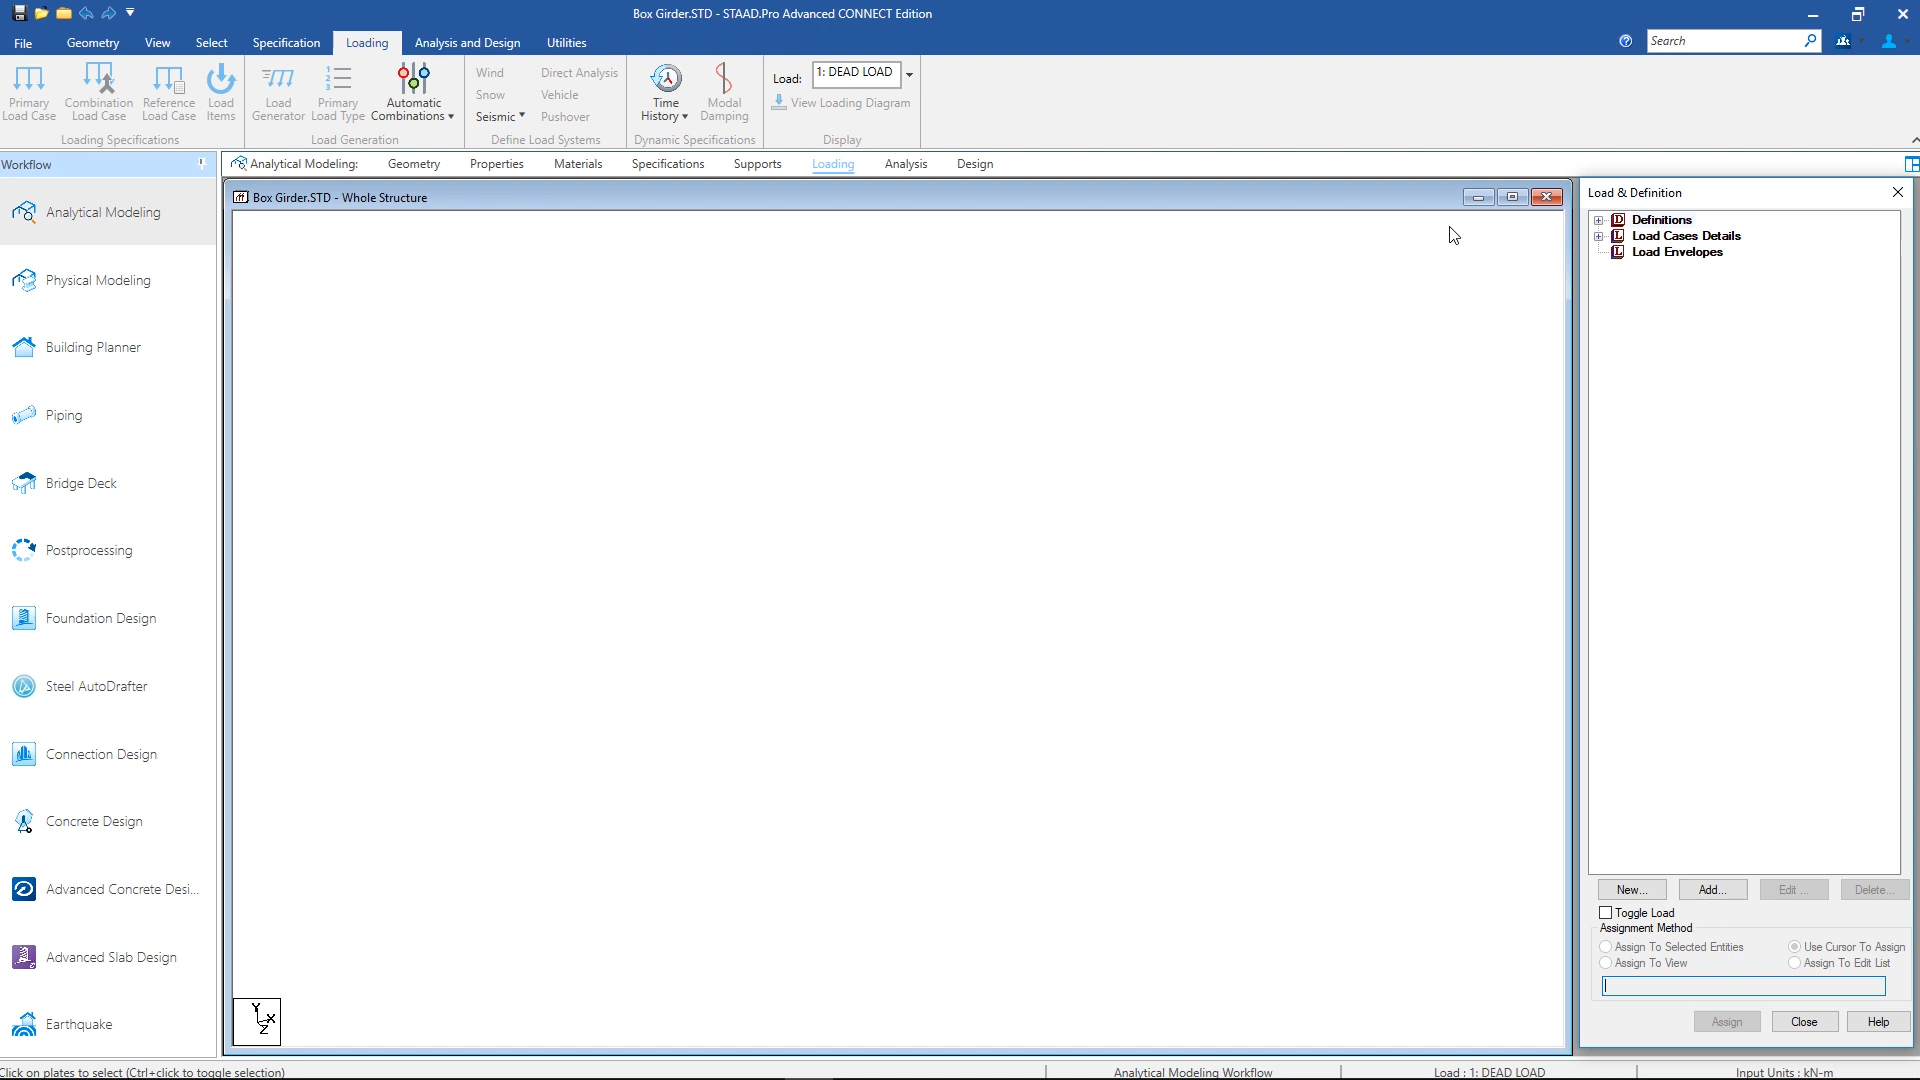 Box Girder.STD - STAAD.Pro Advanced CONNECT Edition
File Geometry View Select Specification Loading Analysis and Design Utilities
Search
Primary Load Case
Combination Load Case
Reference Load Case
Load Items
Loading Specifications
Load Generator
Primary Load Type
Automatic Combinations
Load Generation
Wind
Snow
Seismic
Direct Analysis
Vehicle
Pushover
Define Load Systems
Time History
Modal Damping
Dynamic Specifications
Load: 1: DEAD LOAD
View Loading Diagram
Display
Workflow
Analytical Modeling: Geometry Properties Materials Specifications Supports Loading Analysis Design
Analytical Modeling
Physical Modeling
Building Planner
Piping
Bridge Deck
Postprocessing
Foundation Design
Steel AutoDrafter
Connection Design
Concrete Design
Advanced Concrete Desi...
Advanced Slab Design
Earthquake
Box Girder.STD - Whole Structure
Y
X
Z
Load & Definition
D Definitions
L Load Cases Details
L Load Envelopes
New... Add... Edit ... Delete...
Toggle Load
Assignment Method
Assign To Selected Entities Use Cursor To Assign
Assign To View Assign To Edit List
Assign Close Help
Click on plates to select (Ctrl+click to toggle selection)
Analytical Modeling Workflow
Load : 1: DEAD LOAD
Input Units : kN-m